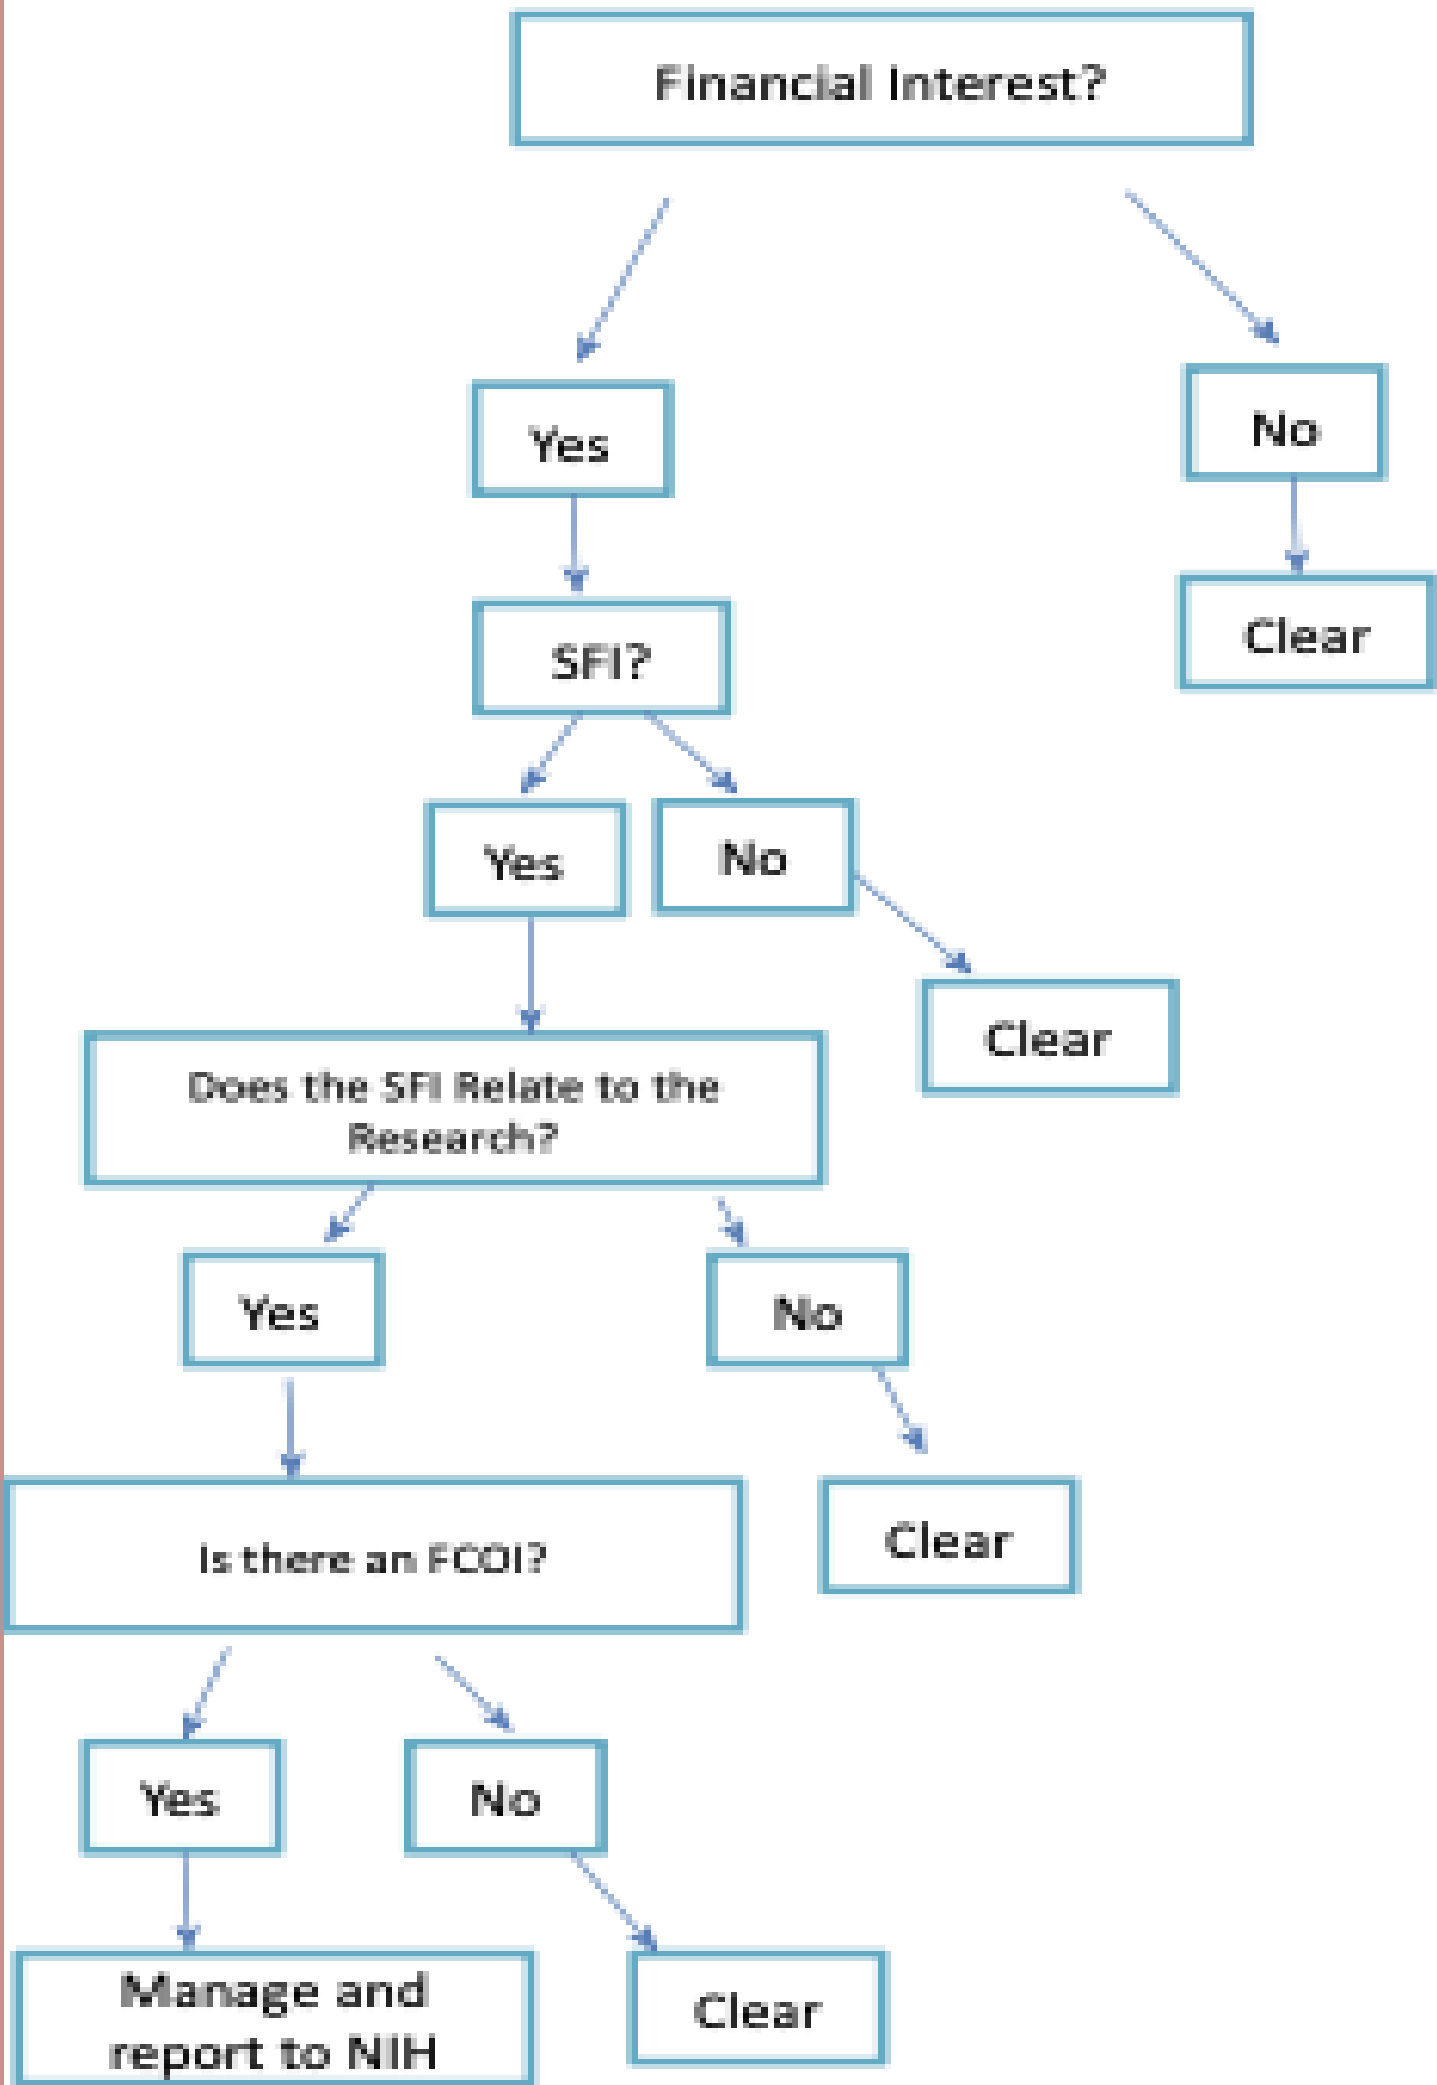 Financial Interest?
Yes
No
SFI?
Clear
Yes
No
Clear
Does the SFI Relate to the
Research?
Yes
No
Is there an FCOI?
Clear
Yes
No
Manage and
report to NIH
Clear